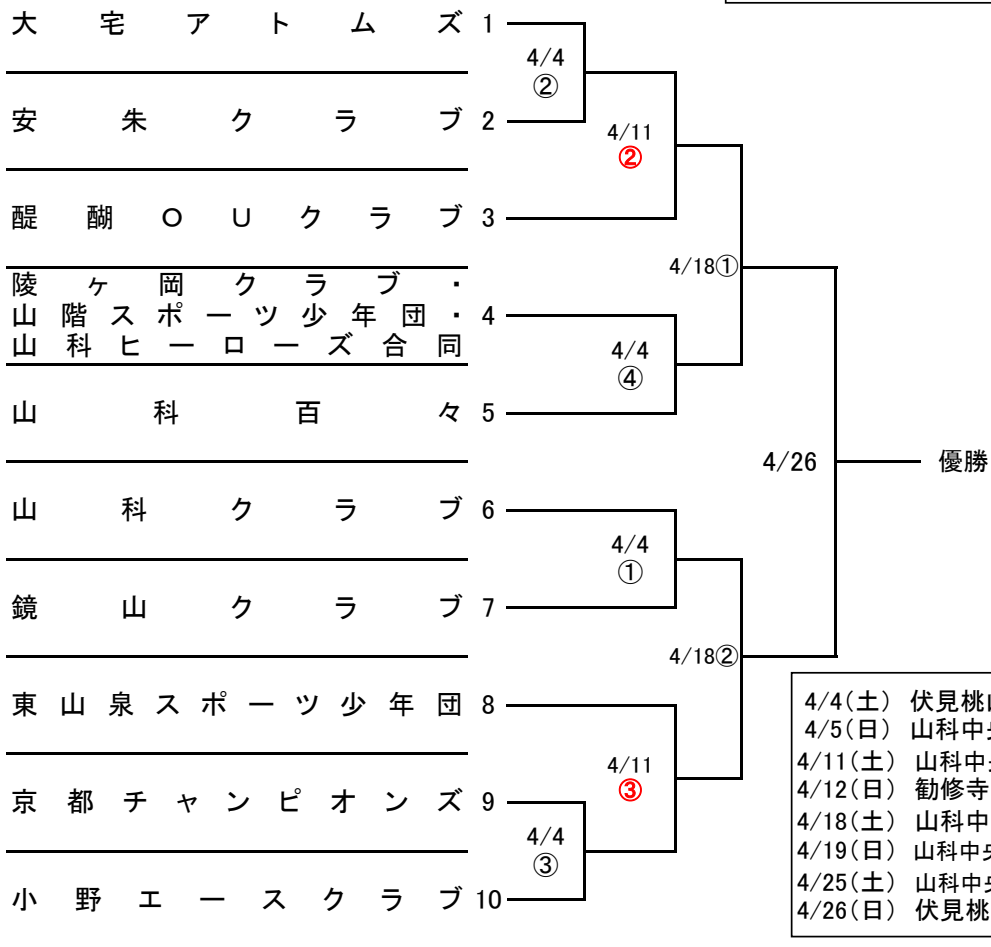 大宅アトムズ 1
4/4
②
安朱クラブ 2
4/11
②
醍醐OUクラブ 3
4/18①
陵ヶ岡クラブ・
山階スポーツ少年団・ 4
山科ヒーローズ合同
4/4
④
山科百々 5
4/26
優勝
山科クラブ 6
4/4
①
鏡山クラブ 7
4/18②
東山泉スポーツ少年団 8
4/11
③
京都チャンピオンズ 9
4/4
③
小野エースクラブ 10
4/4(土) 伏見桃
4/5(日) 山科中
4/11(土) 山科中
4/12(日) 勧修寺
4/18(土) 山科中
4/19(日) 山科中
4/25(土) 山科中
4/26(日) 伏見桃